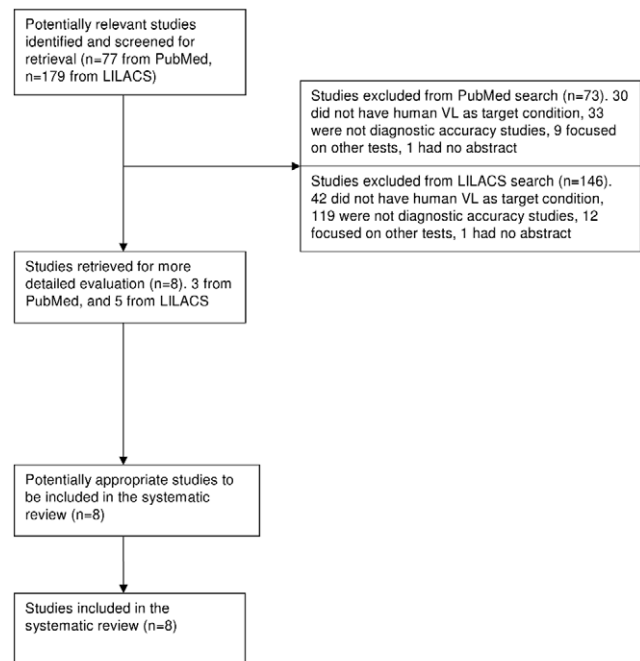 Potentially relevant studies
identified and screened for
retrieval (n=77 from PubMed,
n=179 from LILACS)
Studies excluded from PubMed search (n=73). 30
did not have human VL as target condition, 33
were not diagnostic accuracy studies, 9 focused
on other tests, 1 had no abstract
Studies excluded from LILACS search (n=146).
42 did not have human VL as target condition,
119 were not diagnostic accuracy studies, 12
focused on other tests, 1 had no abstract
Studies retrieved for more
detailed evaluation (n=8). 3 from
PubMed, and 5 from LILACS
Potentially appropriate studies to
be included in the systematic
review (n=8)
Studies included in the
systematic review (n=8)